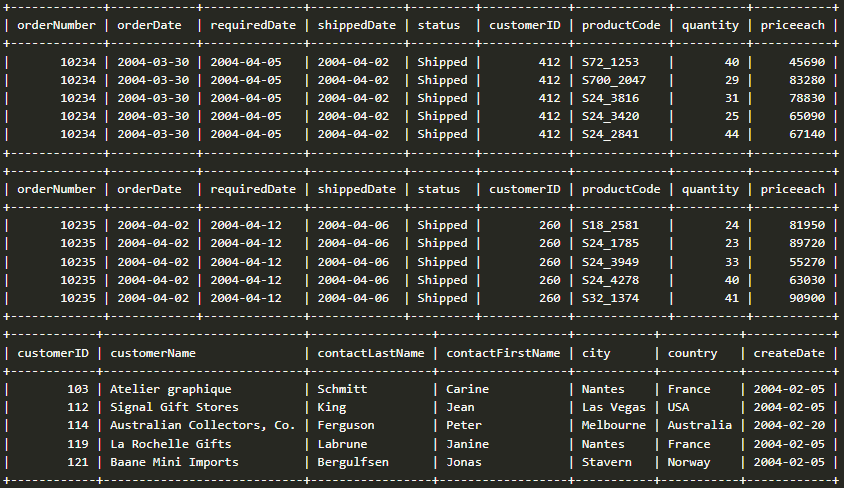 | orderNumber | orderDate | requiredDate | shippedDate | status | customerID | productCode | quantity | priceeach |
| 10234 | 2004-03-30 | 2004-04-05 | 2004-04-02 | Shipped | 412 | S72_1253 | 40 | 45690 |
| 10234 | 2004-03-30 | 2004-04-05 | 2004-04-02 | Shipped | 412 | S700_2047 | 29 | 83280 |
| 10234 | 2004-03-30 | 2004-04-05 | 2004-04-02 | Shipped | 412 | S24_3816 | 31 | 78830 |
| 10234 | 2004-03-30 | 2004-04-05 | 2004-04-02 | Shipped | 412 | S24_3420 | 25 | 65090 |
| 10234 | 2004-03-30 | 2004-04-05 | 2004-04-02 | Shipped | 412 | S24_2841 | 44 | 67140 |
| orderNumber | orderDate | requiredDate | shippedDate | status | customerID | productCode | quantity | priceeach |
| 10235 | 2004-04-02 | 2004-04-12 | 2004-04-06 | Shipped | 260 | S18_2581 | 24 | 81950 |
| 10235 | 2004-04-02 | 2004-04-12 | 2004-04-06 | Shipped | 260 | S24_1785 | 23 | 89720 |
| 10235 | 2004-04-02 | 2004-04-12 | 2004-04-06 | Shipped | 260 | S24_3949 | 33 | 55270 |
| 10235 | 2004-04-02 | 2004-04-12 | 2004-04-06 | Shipped | 260 | S24_4278 | 40 | 63030 |
| 10235 | 2004-04-02 | 2004-04-12 | 2004-04-06 | Shipped | 260 | S32_1374 | 41 | 90900 |
| customerID | customerName | contactLastName | contactFirstName | city | country | createDate |
| 103 | Atelier graphique | Schmitt | Carine | Nantes | France | 2004-02-05 |
| 112 | Signal Gift Stores | King | Jean | Las Vegas | USA | 2004-02-05 |
| 114 | Australian Collectors, Co. | Ferguson | Peter | Melbourne | Australia | 2004-02-20 |
| 119 | La Rochelle Gifts | Labrune | Janine | Nantes | France | 2004-02-05 |
| 121 | Baane Mini Imports | Bergulfsen | Jonas | Stavern | Norway | 2004-02-05 |